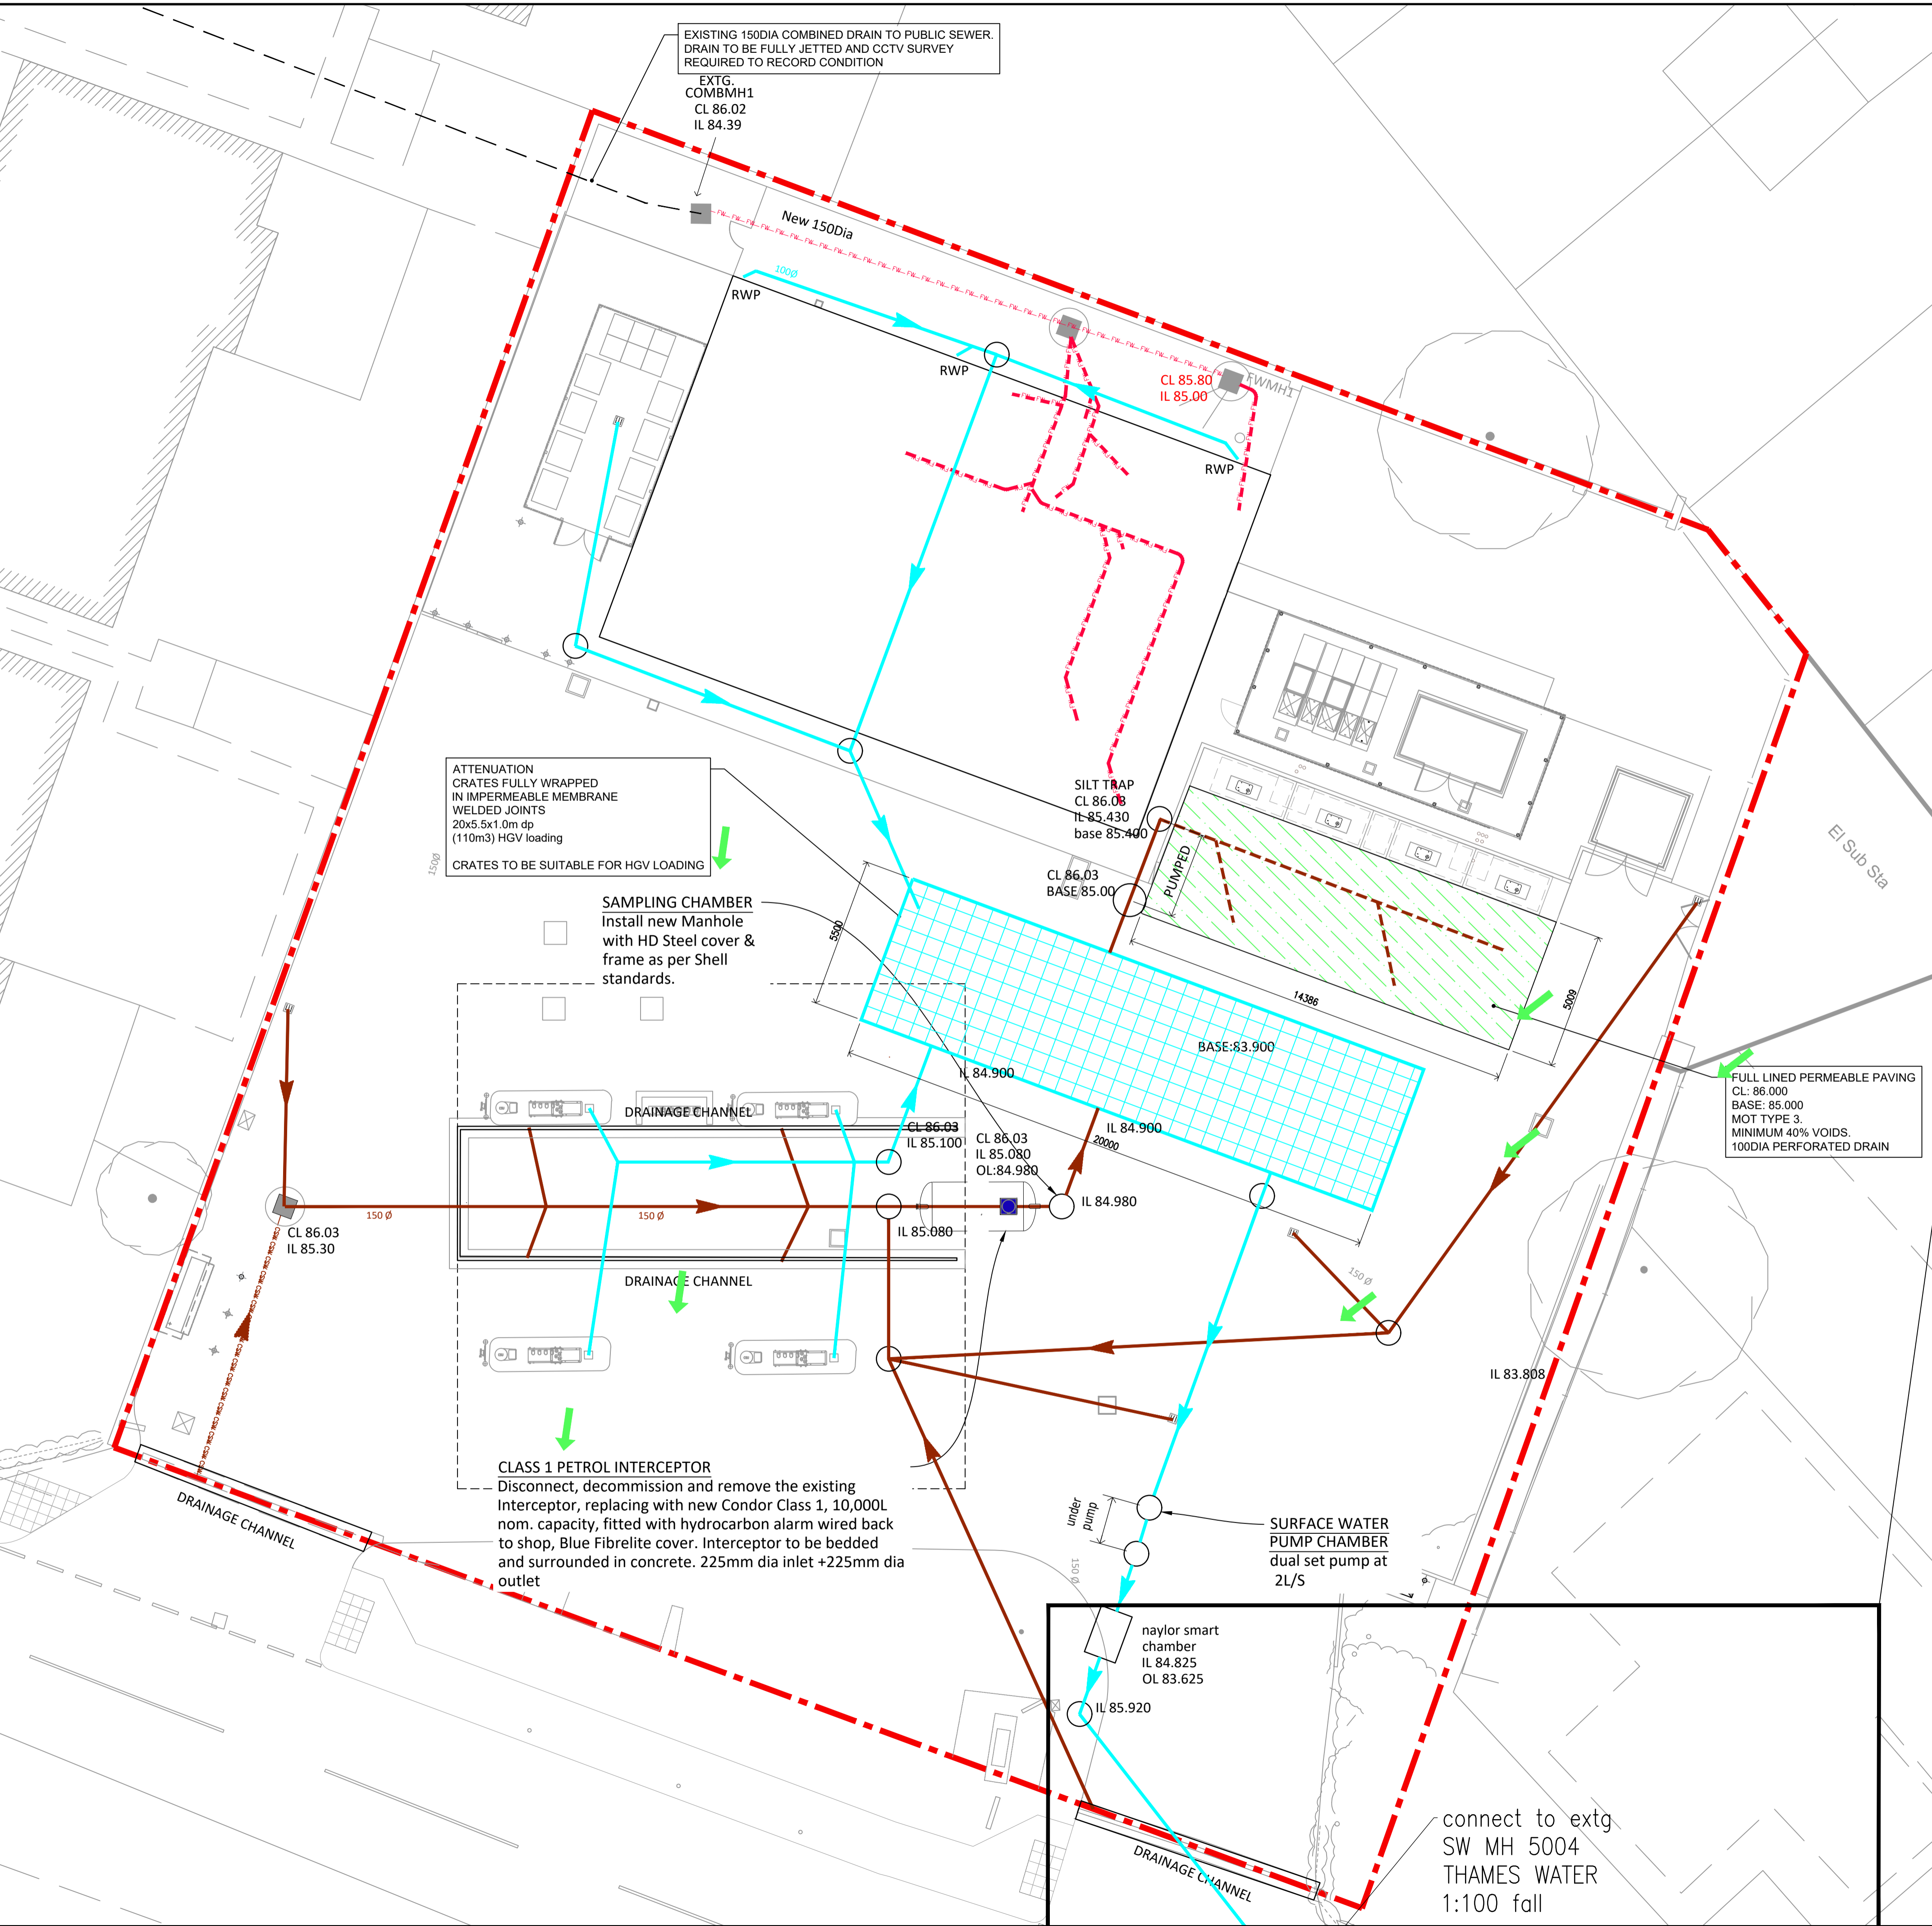 EXISTING 150DIA COMBINED DRAIN TO PUBLIC SEWER.
DRAIN TO BE FULLY JETTED AND CCTV SURVEY
REQUIRED TO RECORD CONDITION
EXTG.
COMBMH1
CL 86.02
IL 84.39
New 150Dia
100Ø
RWP
RWP
RWP
CL 85.80
IL 85.00
FWMH1
ATTENUATION
CRATES FULLY WRAPPED
IN IMPERMEABLE MEMBRANE
WELDED JOINTS
20x5.5x1.0m dp
(110m3) HGV loading
CRATES TO BE SUITABLE FOR HGV LOADING
150Ø
SILT TRAP
CL 86.03
IL 85.430
base 85.400
CL 86.03
BASE 85.00
PUMPED
El Sub Sta
SAMPLING CHAMBER
Install new Manhole
with HD Steel cover &
frame as per Shell
standards.
5500
14386
5009
BASE:83.900
FULL LINED PERMEABLE PAVING
CL: 86.000
BASE: 85.000
MOT TYPE 3.
MINIMUM 40% VOIDS.
100DIA PERFORATED DRAIN
IL 84.900
IL 84.900
20000
DRAINAGE CHANNEL
CL 86.03
IL 85.100
CL 86.03
IL 85.080
OL:84.980
IL 84.980
150 Ø
150 Ø
IL 85.080
CL 86.03
IL 85.30
DRAINAGE CHANNEL
150 Ø
IL 83.808
CLASS 1 PETROL INTERCEPTOR
Disconnect, decommission and remove the existing
Interceptor, replacing with new Condor Class 1, 10,000L
nom. capacity, fitted with hydrocarbon alarm wired back
to shop, Blue Fibrelite cover. Interceptor to be bedded
and surrounded in concrete. 225mm dia inlet +225mm dia
outlet
DRAINAGE CHANNEL
under
pump
SURFACE WATER
PUMP CHAMBER
dual set pump at
2L/S
150 Ø
naylor smart
chamber
IL 84.825
OL 83.625
IL 85.920
DRAINAGE CHANNEL
connect to extg
SW MH 5004
THAMES WATER
1:100 fall